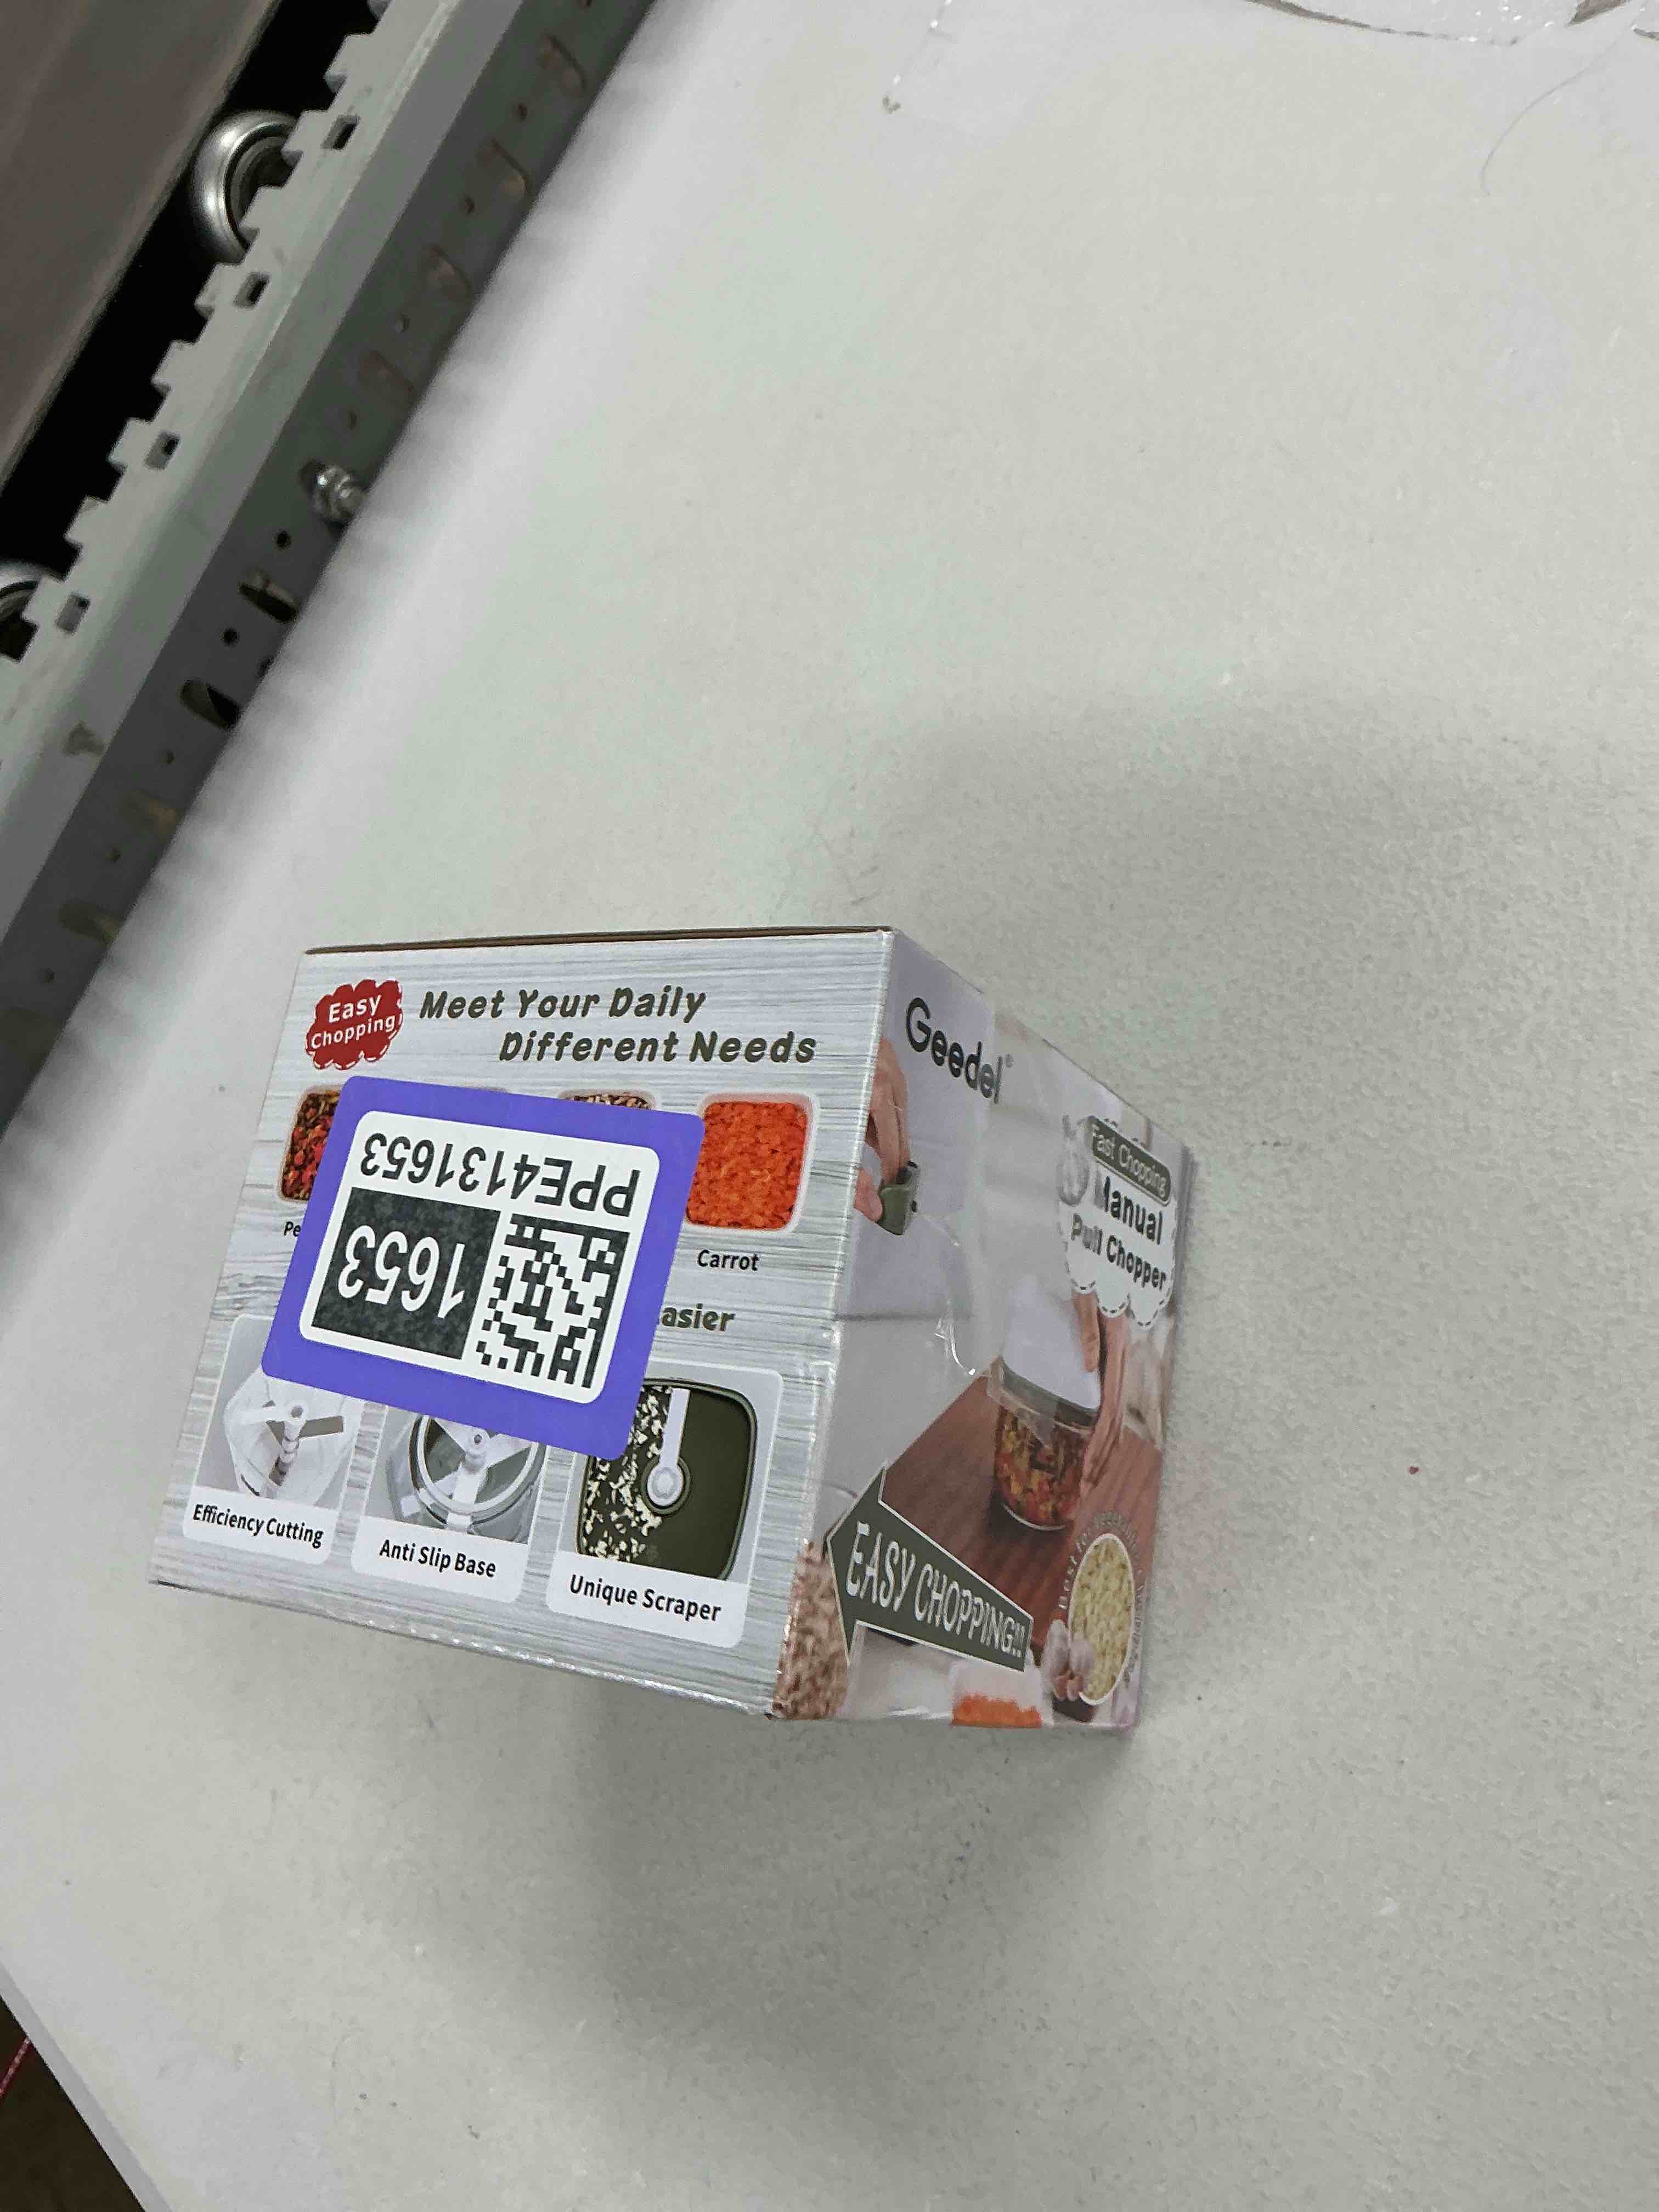 Easy
Chopping!
Meet Your Daily
Different Needs
Carrot
PPE4131653
1653
Efficiency Cutting
Anti Slip Base
Unique Scraper
Geedel®
Fast Chopping
Manual
Pull Chopper
EASY CHOPPING!!